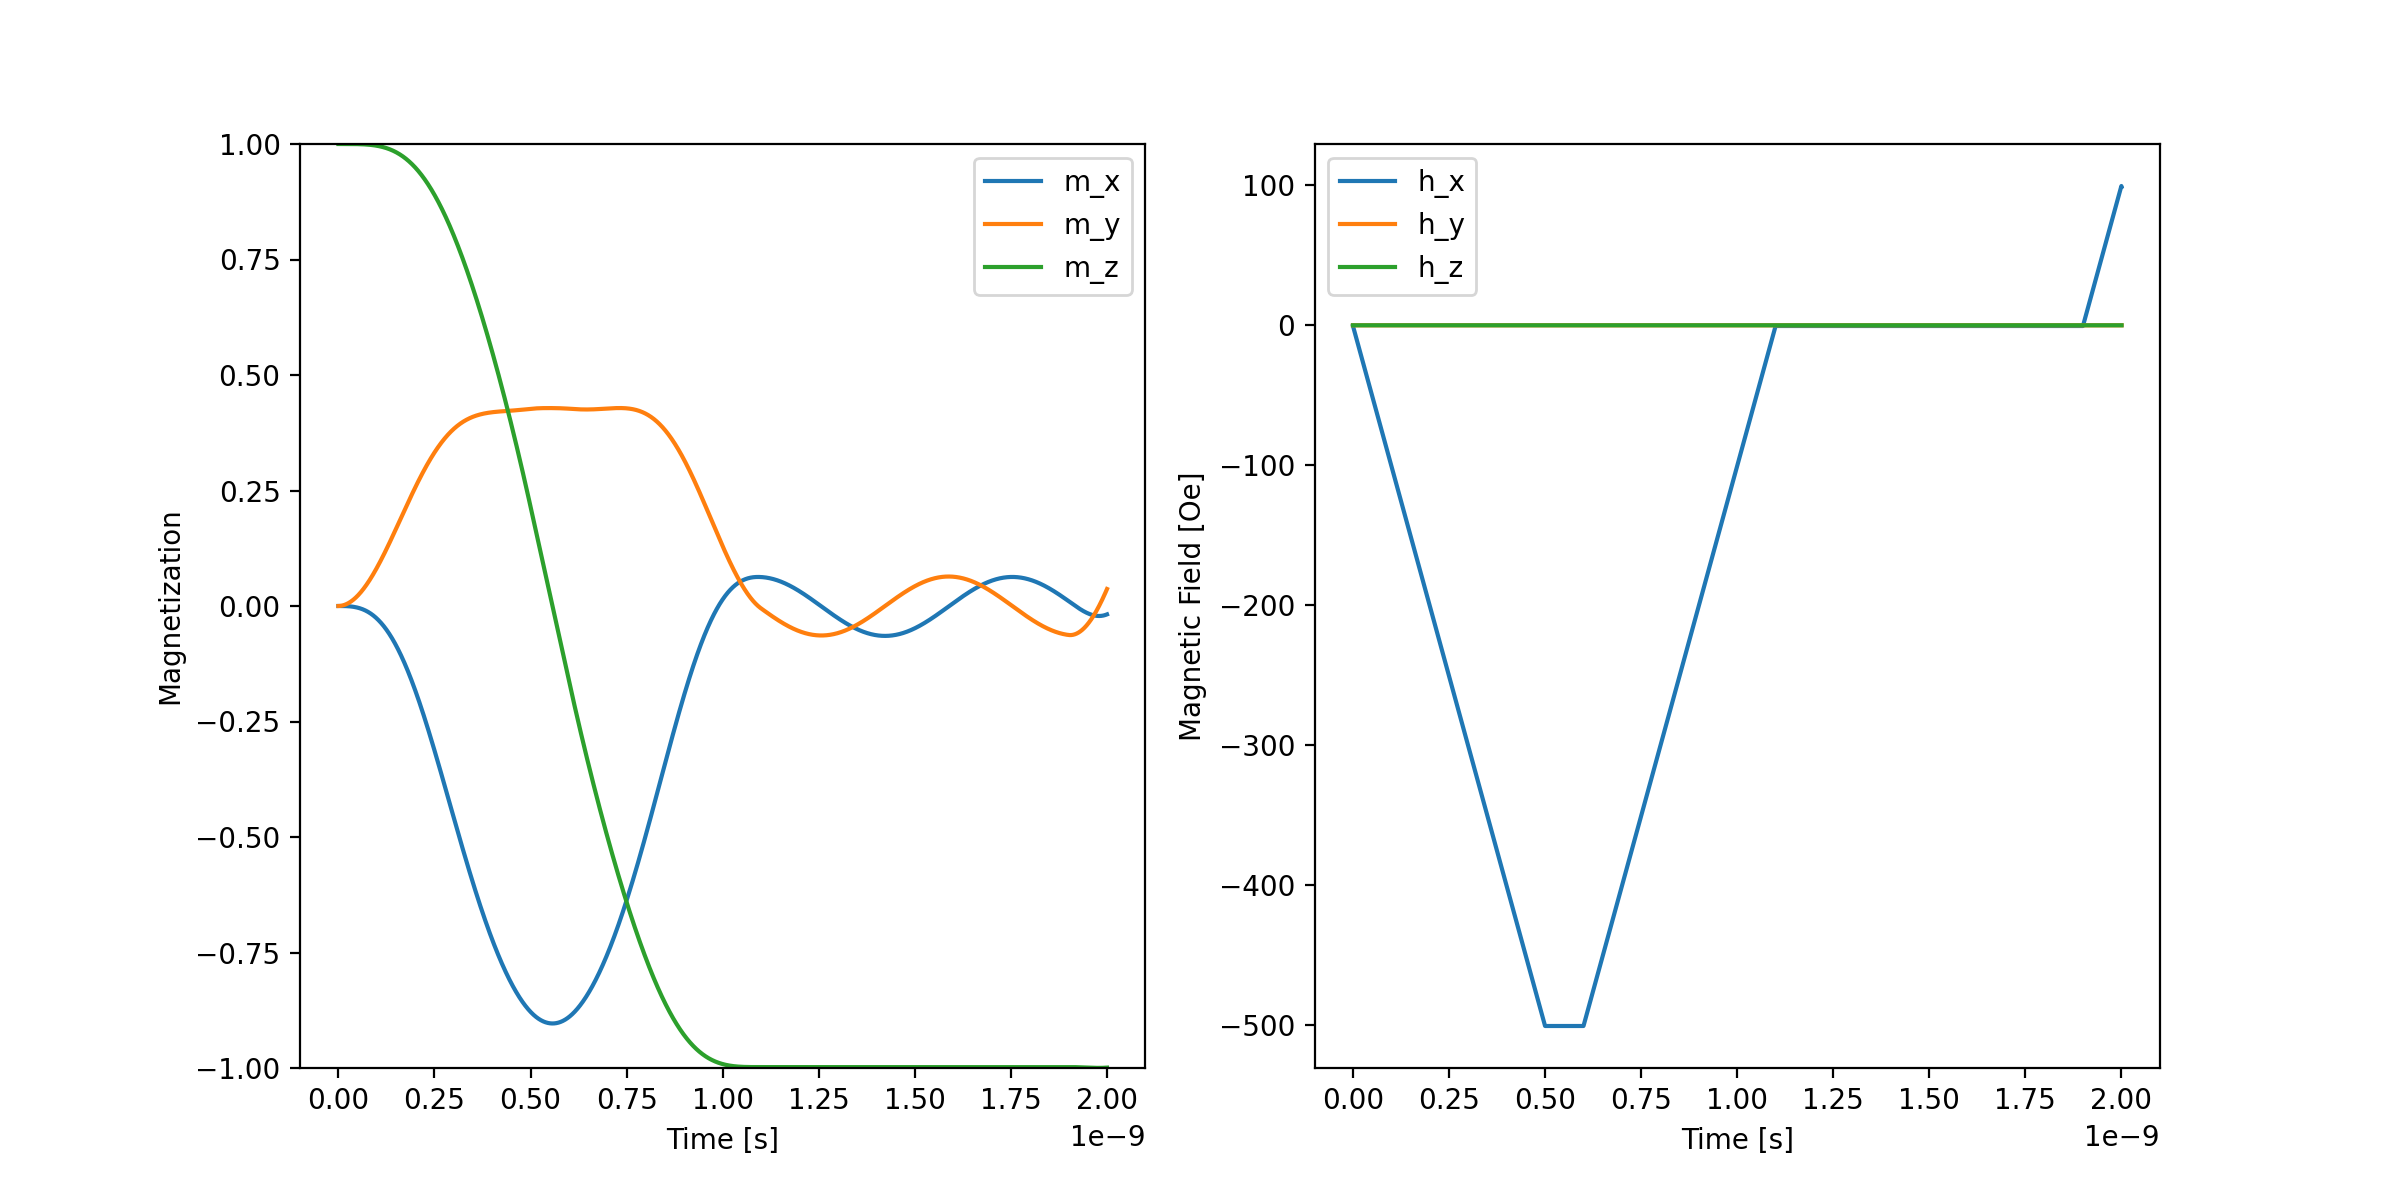 1.00
0.75
0.50
0.25
0.00
−0.25
−0.50
−0.75
−1.00
Magnetization
m_x
m_y
m_z
0.00 0.25 0.50 0.75 1.00 1.25 1.50 1.75 2.00
Time [s]
1e−9
100
0
−100
−200
−300
−400
−500
Magnetic Field [Oe]
h_x
h_y
h_z
0.00 0.25 0.50 0.75 1.00 1.25 1.50 1.75 2.00
Time [s]
1e−9